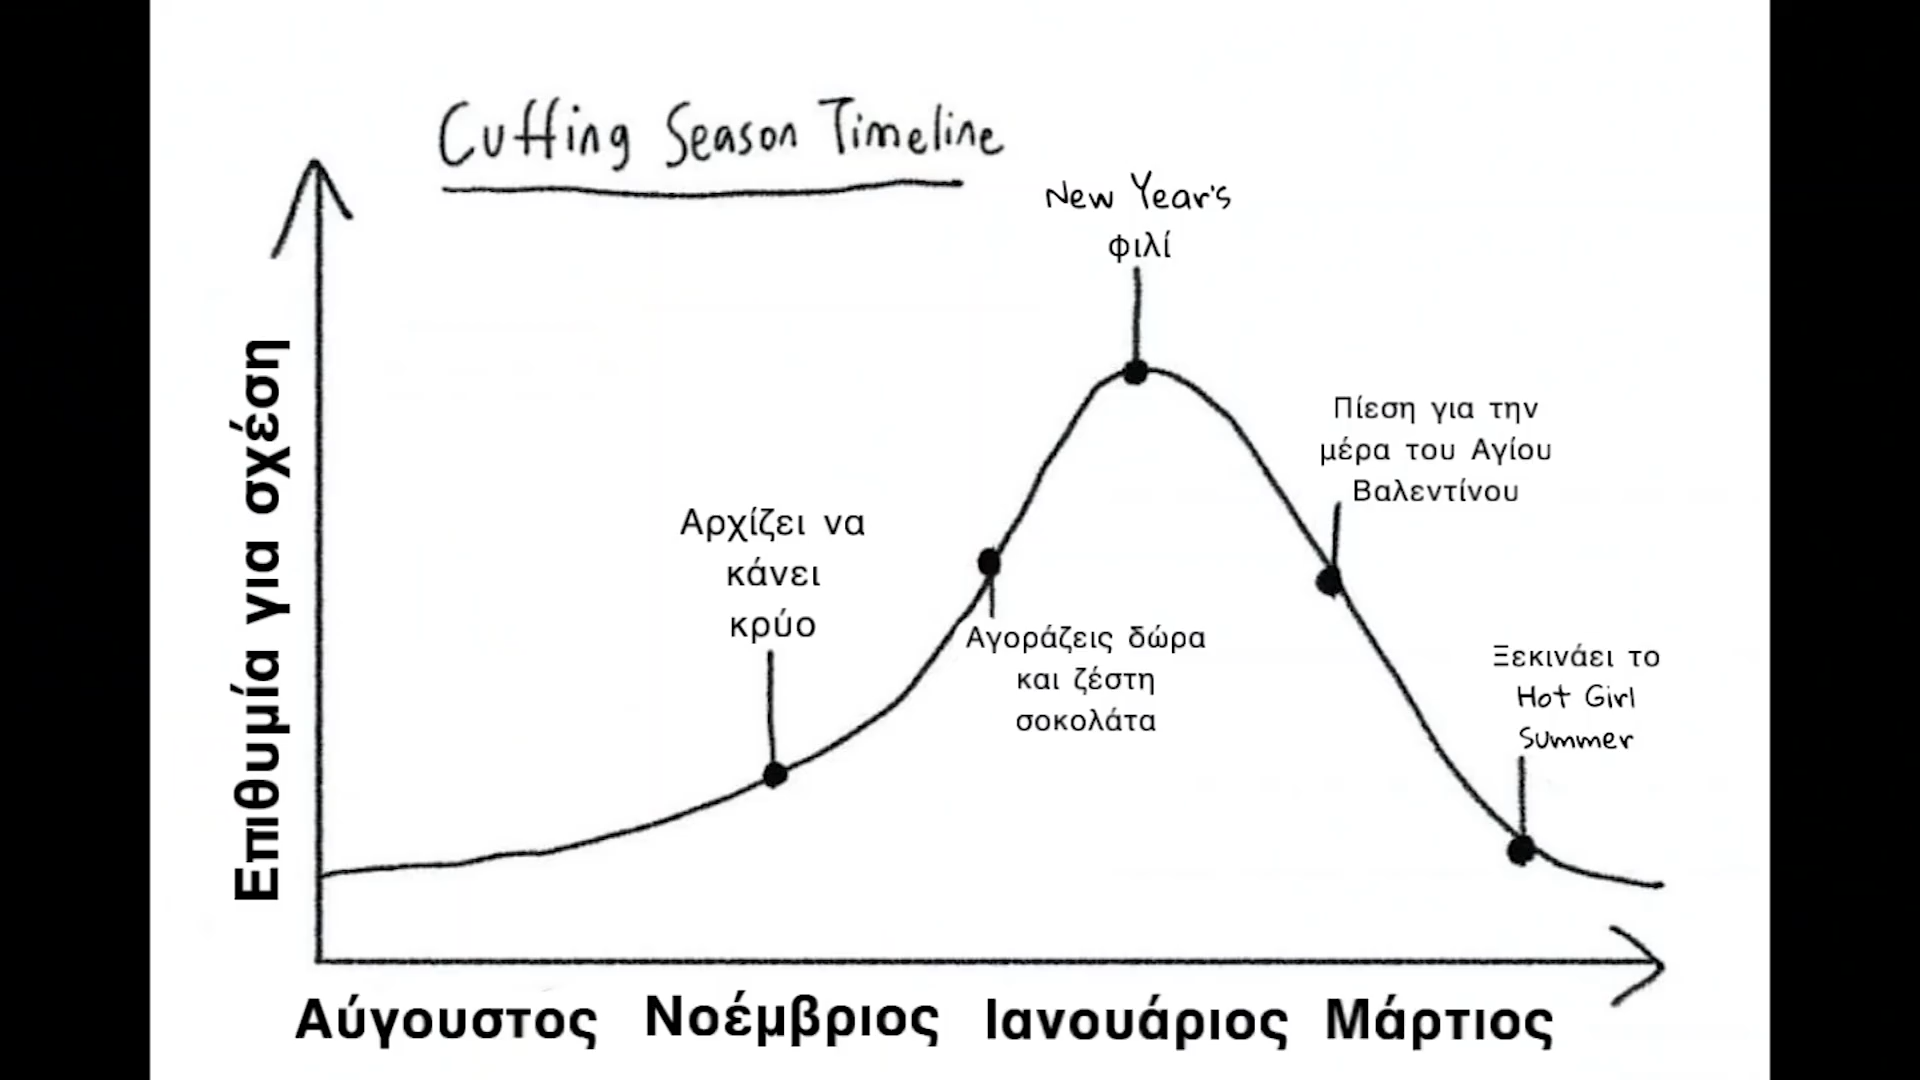 Cuffing Season Timeline
New Year's
φιλί
Επιθυμία για σχέση
Πίεση για την
μέρα του Αγίου
Βαλεντίνου
Αρχίζει να
κάνει
κρύο
Αγοράζεις δώρα
και ζέστη
σοκολάτα
Ξεκινάει το
Hot Girl
Summer
Αύγουστος Νοέμβριος Ιανουάριος Μάρτιος